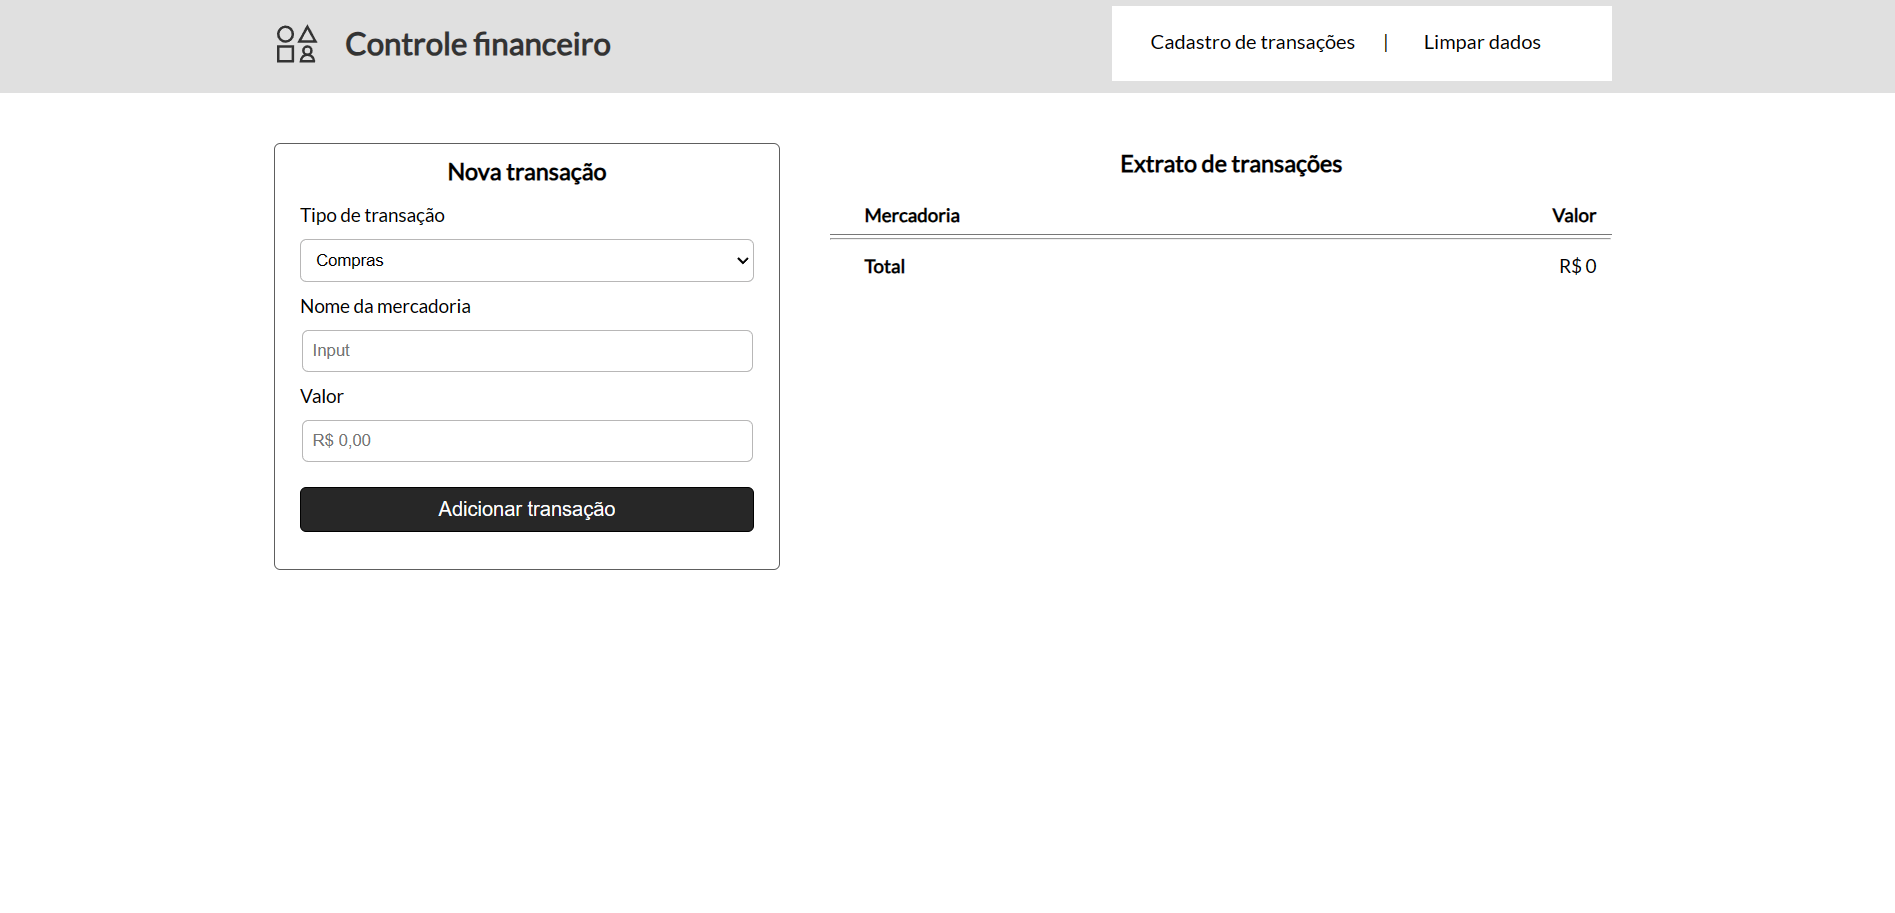 Controle financeiro
Cadastro de transações | Limpar dados
Nova transação
Tipo de transação
Compras
Nome da mercadoria
Input
Valor
R$ 0,00
Adicionar transação
Extrato de transações
Mercadoria Valor
Total R$ 0